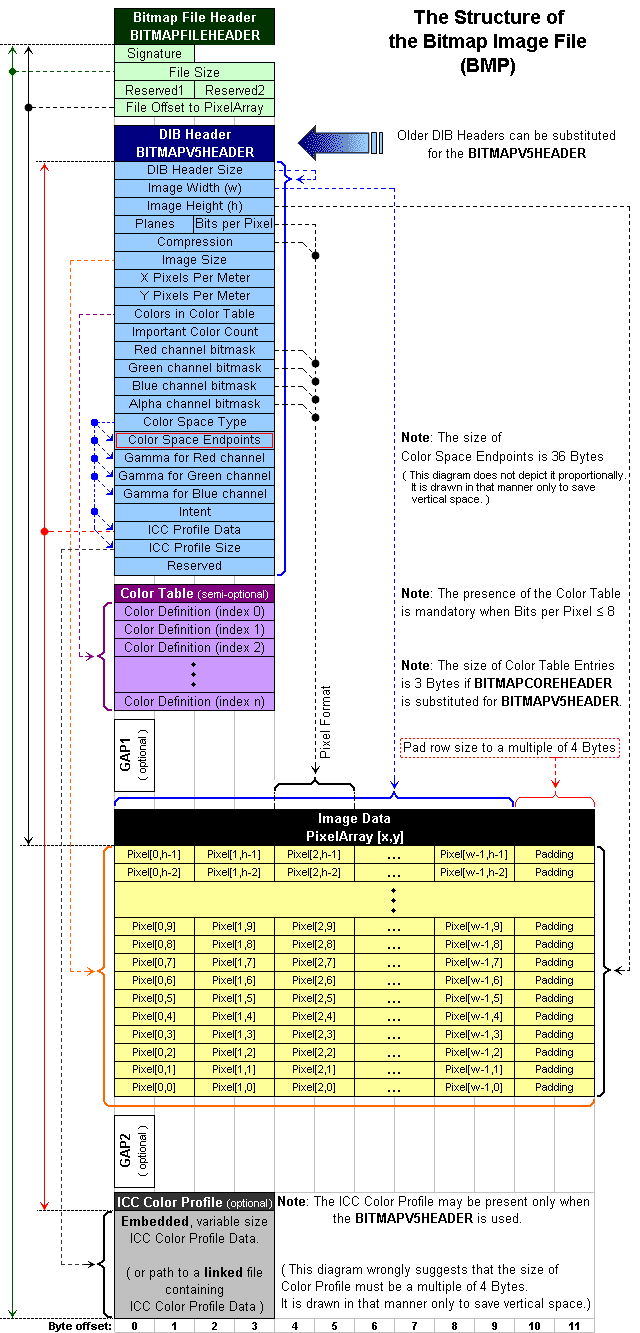 The Structure of
the Bitmap Image File
(BMP)
Bitmap File Header
BITMAPFILEHEADER
Signature
File Size
Reserved1 Reserved2
File Offset to PixelArray
DIB Header
BITMAPV5HEADER
Older DIB Headers can be substituted
for the BITMAPV5HEADER
DIB Header Size
Image Width (w)
Image Height (h)
Planes Bits per Pixel
Compression
Image Size
X Pixels Per Meter
Y Pixels Per Meter
Colors in Color Table
Important Color Count
Red channel bitmask
Green channel bitmask
Blue channel bitmask
Alpha channel bitmask
Color Space Type
Color Space Endpoints
Gamma for Red channel
Gamma for Green channel
Gamma for Blue channel
Intent
ICC Profile Data
ICC Profile Size
Reserved
Note: The size of
Color Space Endpoints is 36 Bytes
( This diagram does not depict it proportionally.
It is drawn in that manner only to save
vertical space. )
Color Table (semi-optional)
Color Definition (index 0)
Color Definition (index 1)
Color Definition (index 2)
Color Definition (index n)
Note: The presence of the Color Table
is mandatory when Bits per Pixel ≤ 8
Note: The size of Color Table Entries
is 3 Bytes if BITMAPCOREHEADER
is substituted for BITMAPV5HEADER.
GAP1
( optional )
Pixel Format
Pad row size to a multiple of 4 Bytes
Image Data
PixelArray [x,y]
Pixel[0,h-1] Pixel[1,h-1] Pixel[2,h-1] ... Pixel[w-1,h-1] Padding
Pixel[0,h-2] Pixel[1,h-2] Pixel[2,h-2] ... Pixel[w-1,h-2] Padding
Pixel[0,9] Pixel[1,9] Pixel[2,9] ... Pixel[w-1,9] Padding
Pixel[0,8] Pixel[1,8] Pixel[2,8] ... Pixel[w-1,8] Padding
Pixel[0,7] Pixel[1,7] Pixel[2,7] ... Pixel[w-1,7] Padding
Pixel[0,6] Pixel[1,6] Pixel[2,6] ... Pixel[w-1,6] Padding
Pixel[0,5] Pixel[1,5] Pixel[2,5] ... Pixel[w-1,5] Padding
Pixel[0,4] Pixel[1,4] Pixel[2,4] ... Pixel[w-1,4] Padding
Pixel[0,3] Pixel[1,3] Pixel[2,3] ... Pixel[w-1,3] Padding
Pixel[0,2] Pixel[1,2] Pixel[2,2] ... Pixel[w-1,2] Padding
Pixel[0,1] Pixel[1,1] Pixel[2,1] ... Pixel[w-1,1] Padding
Pixel[0,0] Pixel[1,0] Pixel[2,0] ... Pixel[w-1,0] Padding
GAP2
( optional )
ICC Color Profile (optional)
Embedded, variable size
ICC Color Profile Data.
( or path to a linked file
containing
ICC Color Profile Data )
Note: The ICC Color Profile may be present only when
the BITMAPV5HEADER is used.
( This diagram wrongly suggests that the size of
Color Profile must be a multiple of 4 Bytes.
It is drawn in that manner only to save vertical space.)
Byte offset: 0 1 2 3 4 5 6 7 8 9 10 11